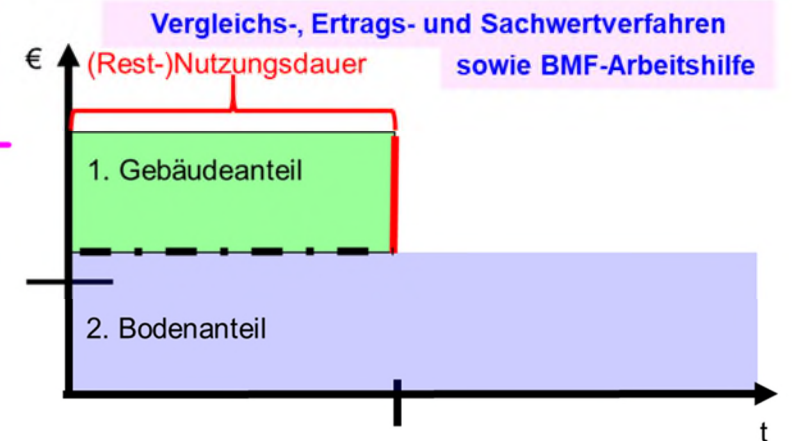 Vergleichs-, Ertrags- und Sachwertverfahren
sowie BMF-Arbeitshilfe
€
(Rest-)Nutzungsdauer
1. Gebäudeanteil
2. Bodenanteil
t